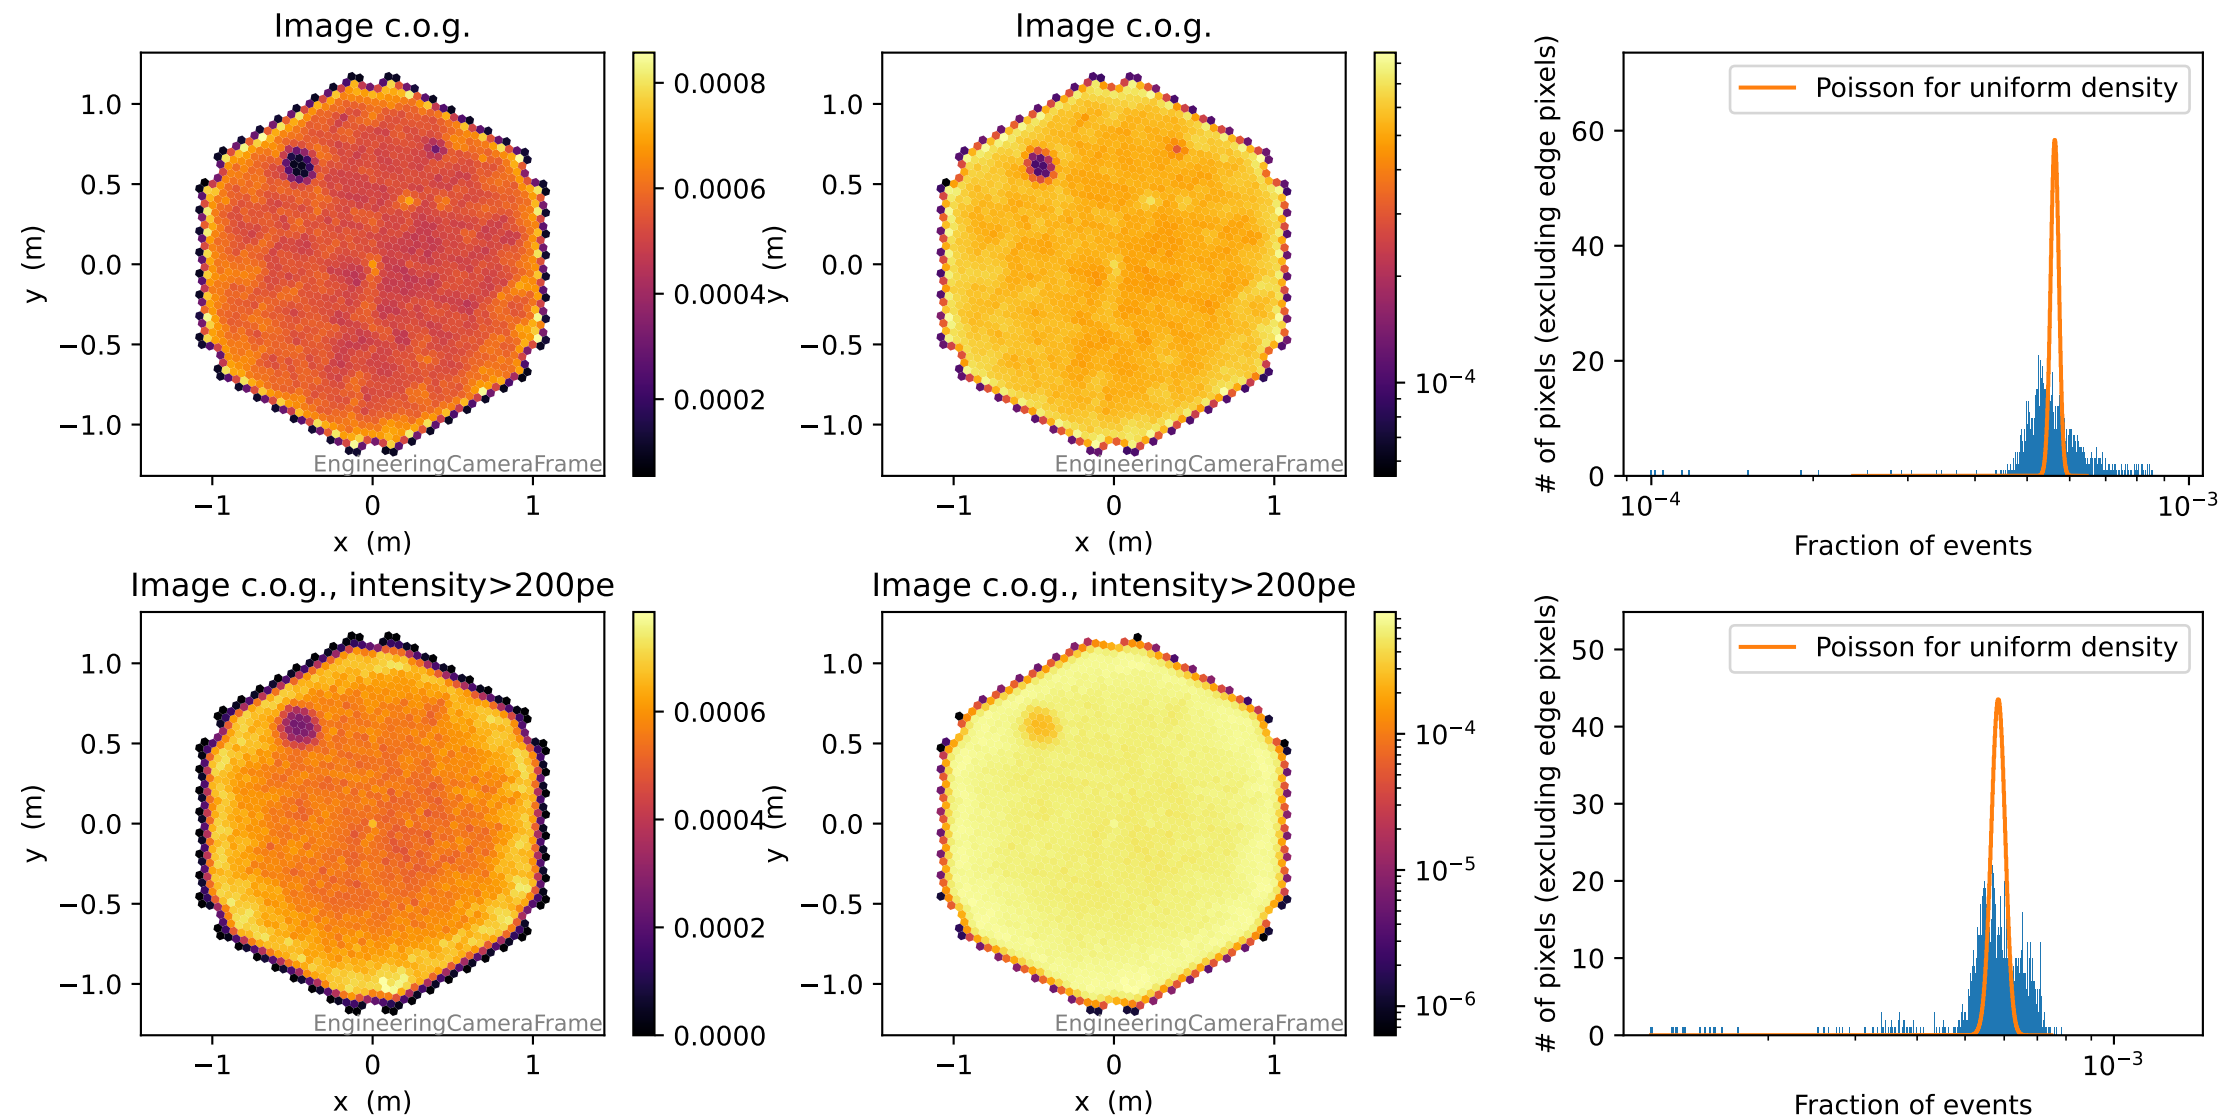 Image c.o.g.
1.0
0.5
0.0
−0.5
−1.0
y (m)
−1
0
1
x (m)
EngineeringCameraFrame
0.0008
0.0006
0.0004
0.0002
Image c.o.g.
1.0
0.5
0.0
−0.5
−1.0
y (m)
−1
0
1
x (m)
EngineeringCameraFrame
10⁻⁴
Poisson for uniform density
# of pixels (excluding edge pixels)
60
40
20
0
10⁻⁴
10⁻³
Fraction of events
Image c.o.g., intensity>200pe
1.0
0.5
0.0
−0.5
−1.0
y (m)
−1
0
1
x (m)
EngineeringCameraFrame
0.0006
0.0004
0.0002
0.0000
Image c.o.g., intensity>200pe
1.0
0.5
0.0
−0.5
−1.0
y (m)
−1
0
1
x (m)
EngineeringCameraFrame
10⁻⁴
10⁻⁵
10⁻⁶
Poisson for uniform density
# of pixels (excluding edge pixels)
50
40
30
20
10
0
10⁻³
Fraction of events